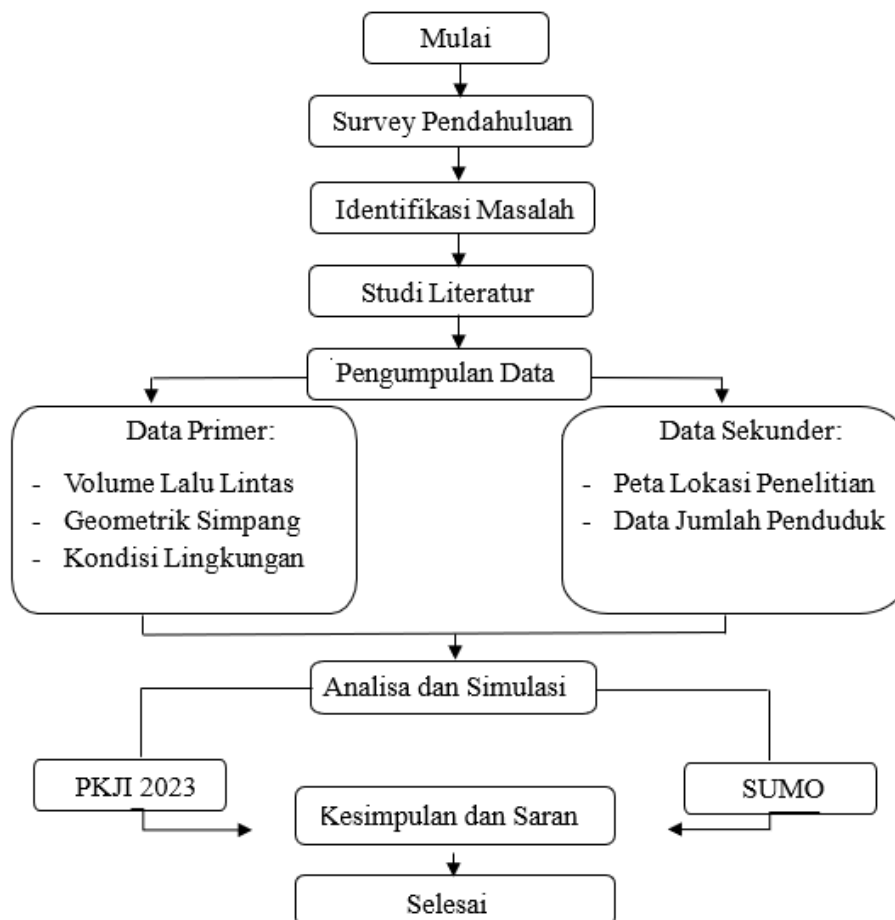 Mulai
Survey Pendahuluan
Identifikasi Masalah
Studi Literatur
Pengumpulan Data
Data Primer:
- Volume Lalu Lintas
- Geometrik Simpang
- Kondisi Lingkungan
Data Sekunder:
- Peta Lokasi Penelitian
- Data Jumlah Penduduk
Analisa dan Simulasi
PKJI 2023
SUMO
Kesimpulan dan Saran
Selesai